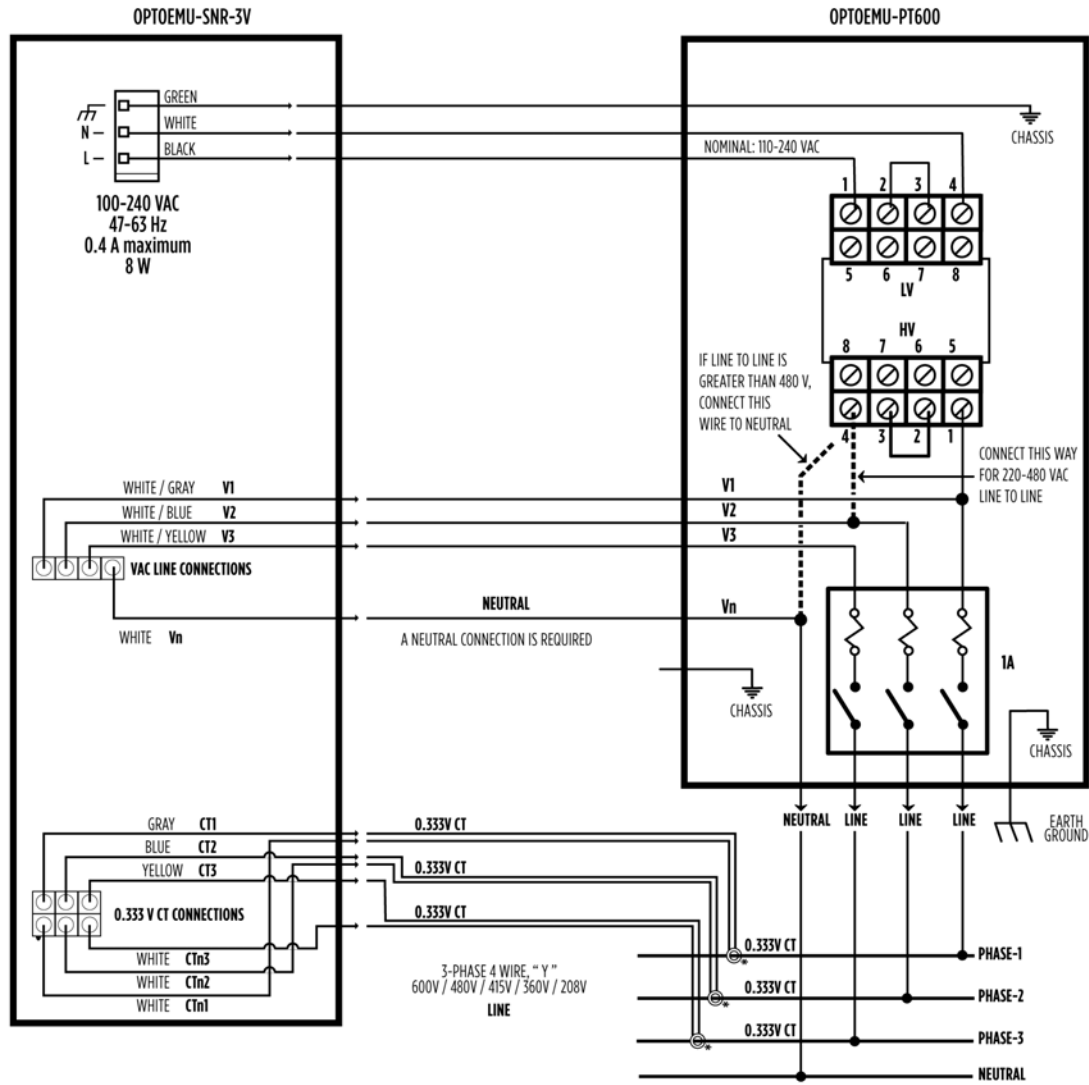 OPTOEMU-SNR-3V
OPTOEMU-PT600
GREEN
N
WHITE
L
BLACK
100-240 VAC
47-63 Hz
0.4 A maximum
8 W
CHASSIS
NOMINAL: 110-240 VAC
1 2 3 4
5 6 7 8
LV
HV
8 7 6 5
4 3 2 1
IF LINE TO LINE IS
GREATER THAN 480 V,
CONNECT THIS
WIRE TO NEUTRAL
CONNECT THIS WAY
FOR 220-480 VAC
LINE TO LINE
WHITE / GRAY V1
WHITE / BLUE V2
WHITE / YELLOW V3
VAC LINE CONNECTIONS
WHITE Vn
V1
V2
V3
NEUTRAL
Vn
A NEUTRAL CONNECTION IS REQUIRED
1A
CHASSIS
CHASSIS
NEUTRAL LINE LINE LINE
EARTH
GROUND
GRAY CT1
BLUE CT2
YELLOW CT3
0.333 V CT CONNECTIONS
WHITE CTn3
WHITE CTn2
WHITE CTn1
0.333V CT
0.333V CT
0.333V CT
3-PHASE 4 WIRE, " Y "
600V / 480V / 415V / 360V / 208V
LINE
0.333V CT
* PHASE-1
0.333V CT
* PHASE-2
0.333V CT
* PHASE-3
NEUTRAL